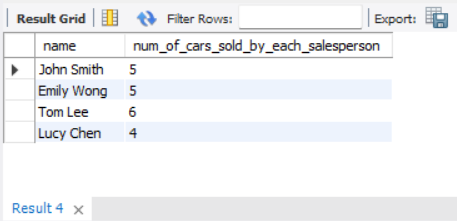 Result Grid Filter Rows: Export:
name num_of_cars_sold_by_each_salesperson
John Smith 5
Emily Wong 5
Tom Lee 6
Lucy Chen 4
Result 4 ×